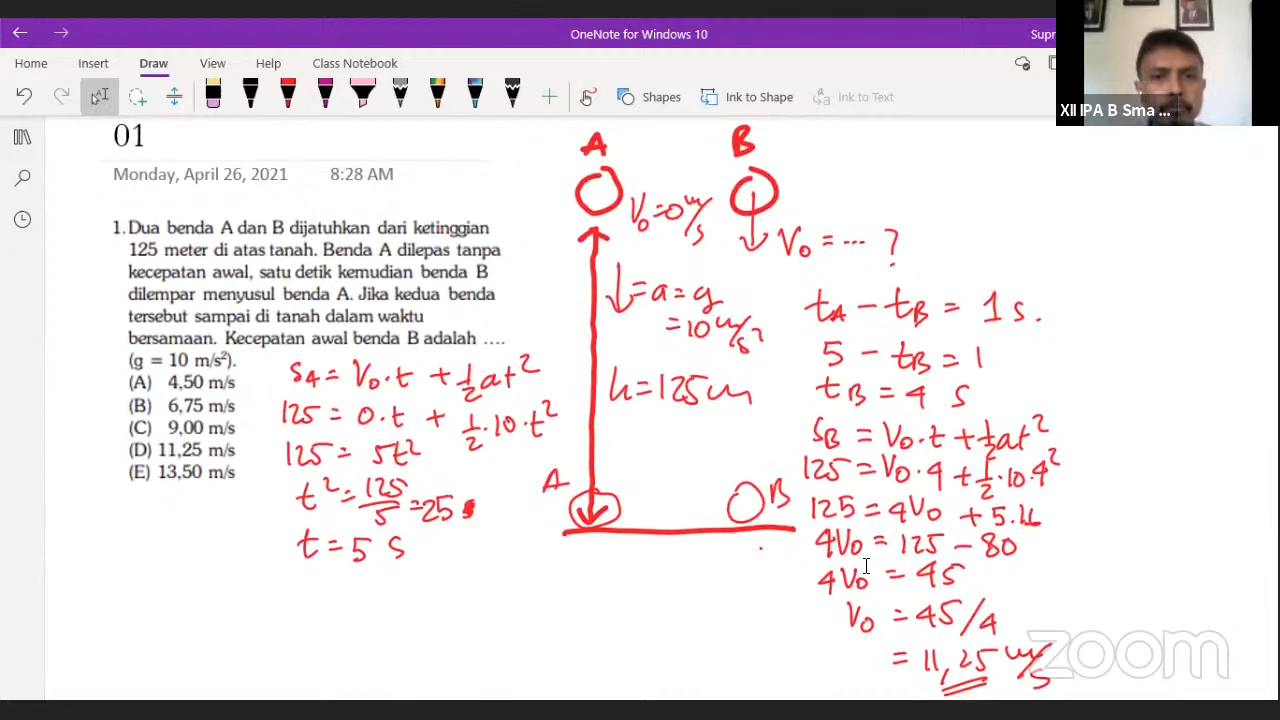 OneNote for Windows 10
Supr
Home Insert Draw View Help Class Notebook
Shapes Ink to Shape Ink to Text
XII IPA B Sma ...
01
Monday, April 26, 2021 8:28 AM
1. Dua benda A dan B dijatuhkan dari ketinggian
125 meter di atas tanah. Benda A dilepas tanpa
kecepatan awal, satu detik kemudian benda B
dilempar menyusul benda A. Jika kedua benda
tersebut sampai di tanah dalam waktu
bersamaan. Kecepatan awal benda B adalah ....
(g = 10 m/s²).
(A) 4,50 m/s
(B) 6,75 m/s
(C) 9,00 m/s
(D) 11,25 m/s
(E) 13,50 m/s
SA = V₀.t + ½at²
125 = 0.t + ½.10.t²
125 = 5t²
t² = 125/5 = 25
t = 5 s
A
V₀ = 0 m/s
= a = g
= 10 m/s²
h = 125 m
A
B
V₀ = ... ?
B
tA - tB = 1 s.
5 - tB = 1
tB = 4 s
SB = V₀.t + ½at²
125 = V₀.4 + ½.10.4²
125 = 4V₀ + 5.16
4V₀ = 125 - 80
4V₀ = 45
V₀ = 45/4
= 11,25 m/s
zoom